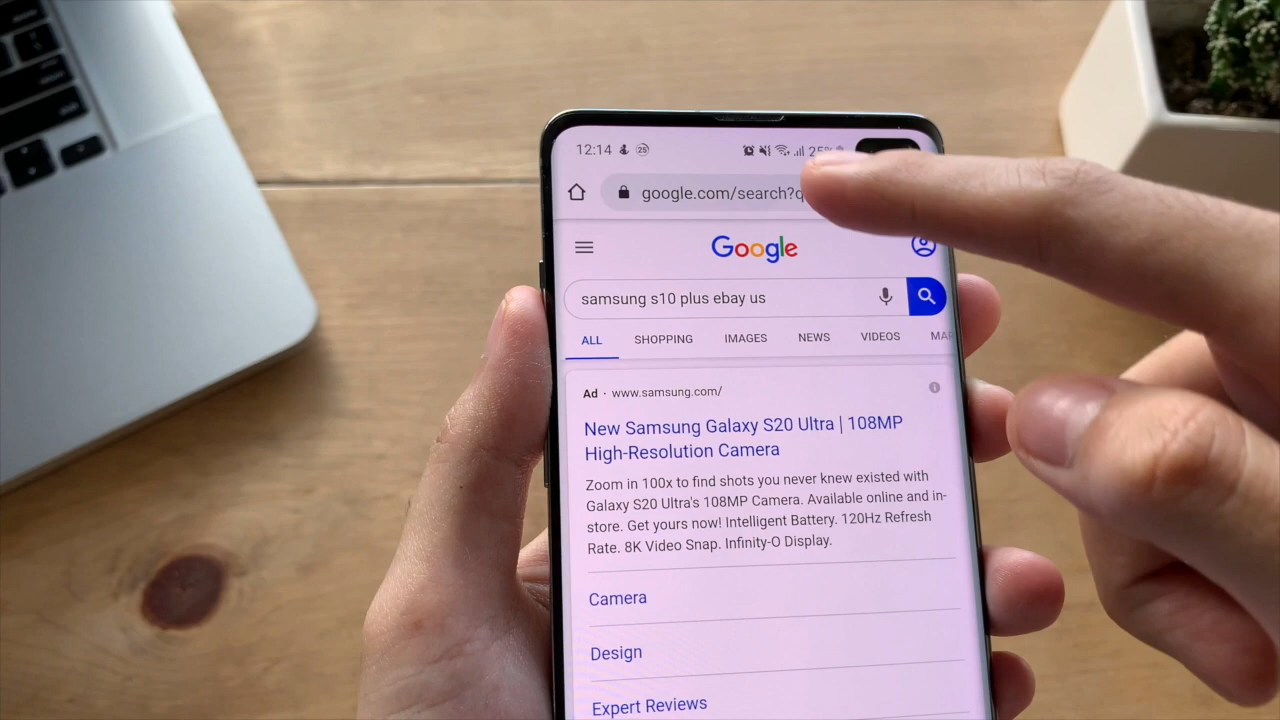 12:14 25 25%
google.com/search?q
Google
samsung s10 plus ebay us
ALL SHOPPING IMAGES NEWS VIDEOS MAP
Ad · www.samsung.com/
New Samsung Galaxy S20 Ultra | 108MP
High-Resolution Camera
Zoom in 100x to find shots you never knew existed with
Galaxy S20 Ultra's 108MP Camera. Available online and in-
store. Get yours now! Intelligent Battery. 120Hz Refresh
Rate. 8K Video Snap. Infinity-O Display.
Camera
Design
Expert Reviews